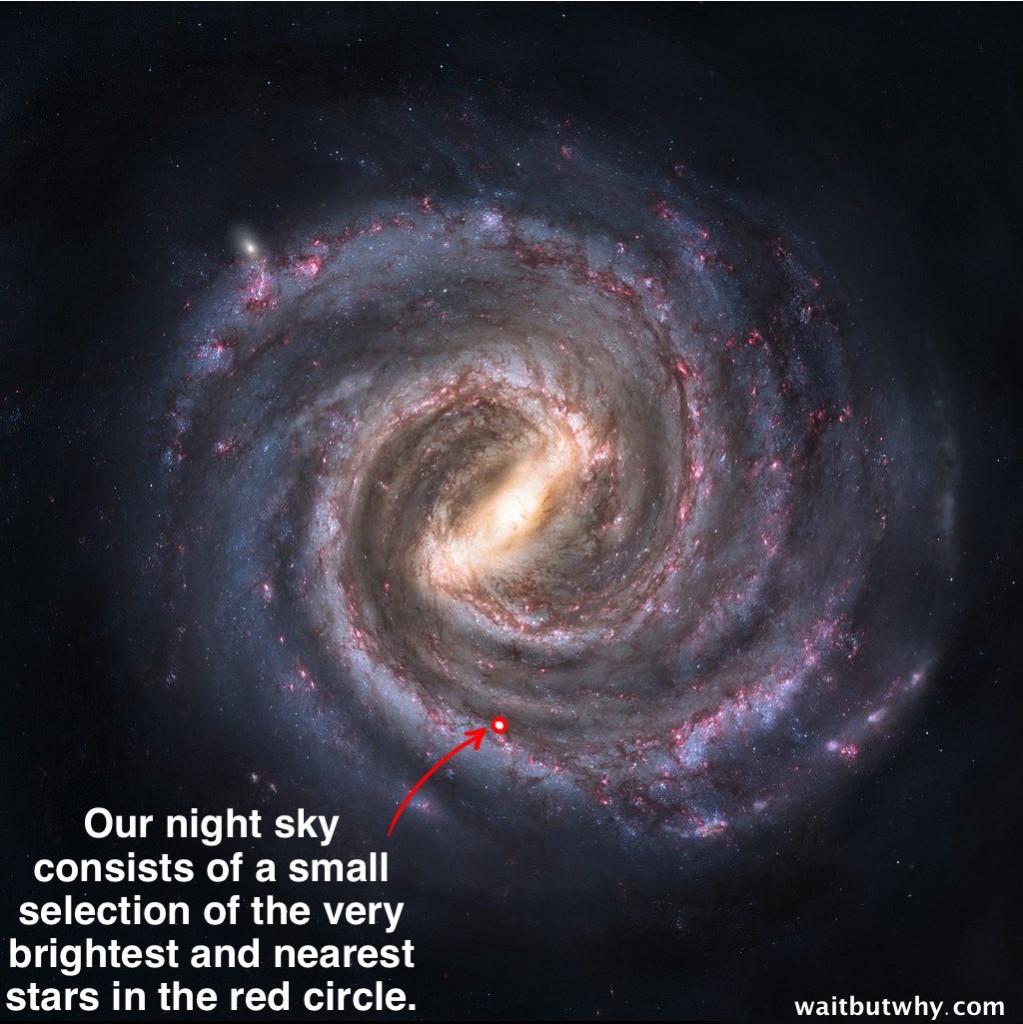 Our night sky
consists of a small
selection of the very
brightest and nearest
stars in the red circle.
waitbutwhy.com